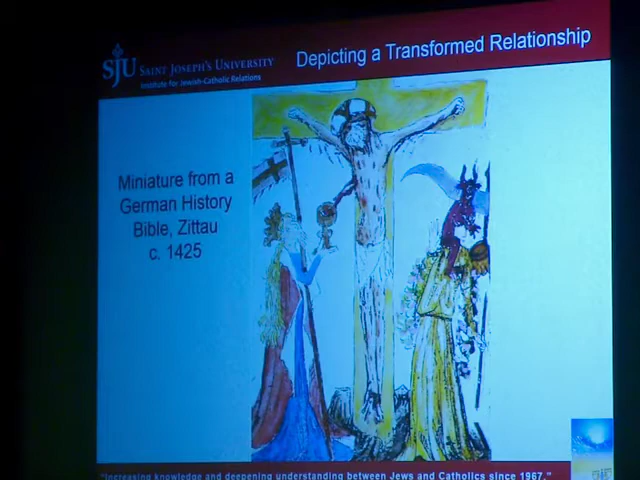 SJU SAINT JOSEPH'S UNIVERSITY
Institute for Jewish-Catholic Relations
Depicting a Transformed Relationship
Miniature from a
German History
Bible, Zittau
c. 1425
"Increasing knowledge and deepening understanding between Jews and Catholics since 1967."